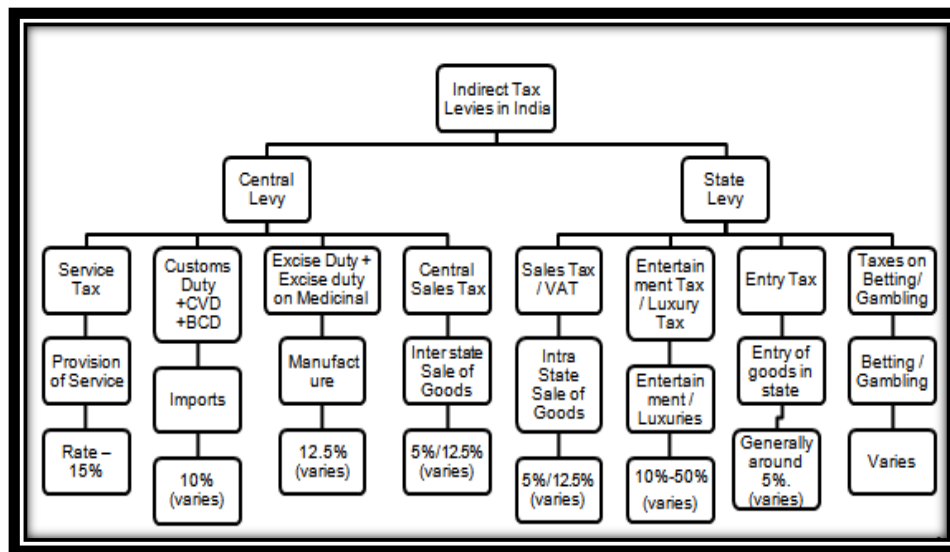 Indirect Tax
Levies in India
Central
Levy
State
Levy
Service
Tax
Customs
Duty
+CVD
+BCD
Excise Duty +
Excise duty
on Medicinal
Central
Sales Tax
Sales Tax
/ VAT
Entertain
ment Tax
/ Luxury
Tax
Entry Tax
Taxes on
Betting/
Gambling
Provision
of Service
Imports
Manufact
ure
Inter state
Sale of
Goods
Intra
State
Sale of
Goods
Entertain
ment /
Luxuries
Entry of
goods in
state
Betting /
Gambling
Rate –
15%
10%
(varies)
12.5%
(varies)
5%/12.5%
(varies)
5%/12.5%
(varies)
10%-50%
(varies)
Generally
around
5%.
(varies)
Varies